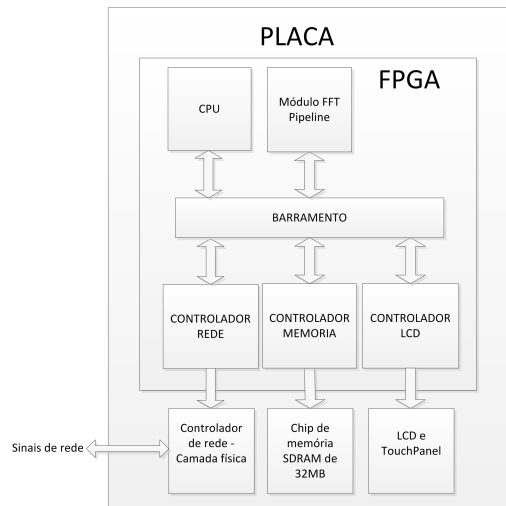 PLACA
FPGA
CPU
Módulo FFT
Pipeline
BARRAMENTO
CONTROLADOR
REDE
CONTROLADOR
MEMORIA
CONTROLADOR
LCD
Sinais de rede
Controlador
de rede -
Camada física
Chip de
memória
SDRAM de
32MB
LCD e
TouchPanel